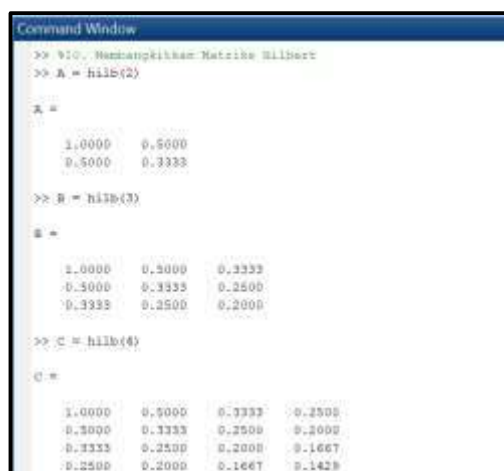 Command Window
>> %10. Membangkitkan Matriks Hilbert
>> A = hilb(2)
A =
1.0000 0.5000
0.5000 0.3333
>> B = hilb(3)
B =
1.0000 0.5000 0.3333
0.5000 0.3333 0.2500
0.3333 0.2500 0.2000
>> C = hilb(4)
C =
1.0000 0.5000 0.3333 0.2500
0.5000 0.3333 0.2500 0.2000
0.3333 0.2500 0.2000 0.1667
0.2500 0.2000 0.1667 0.1429